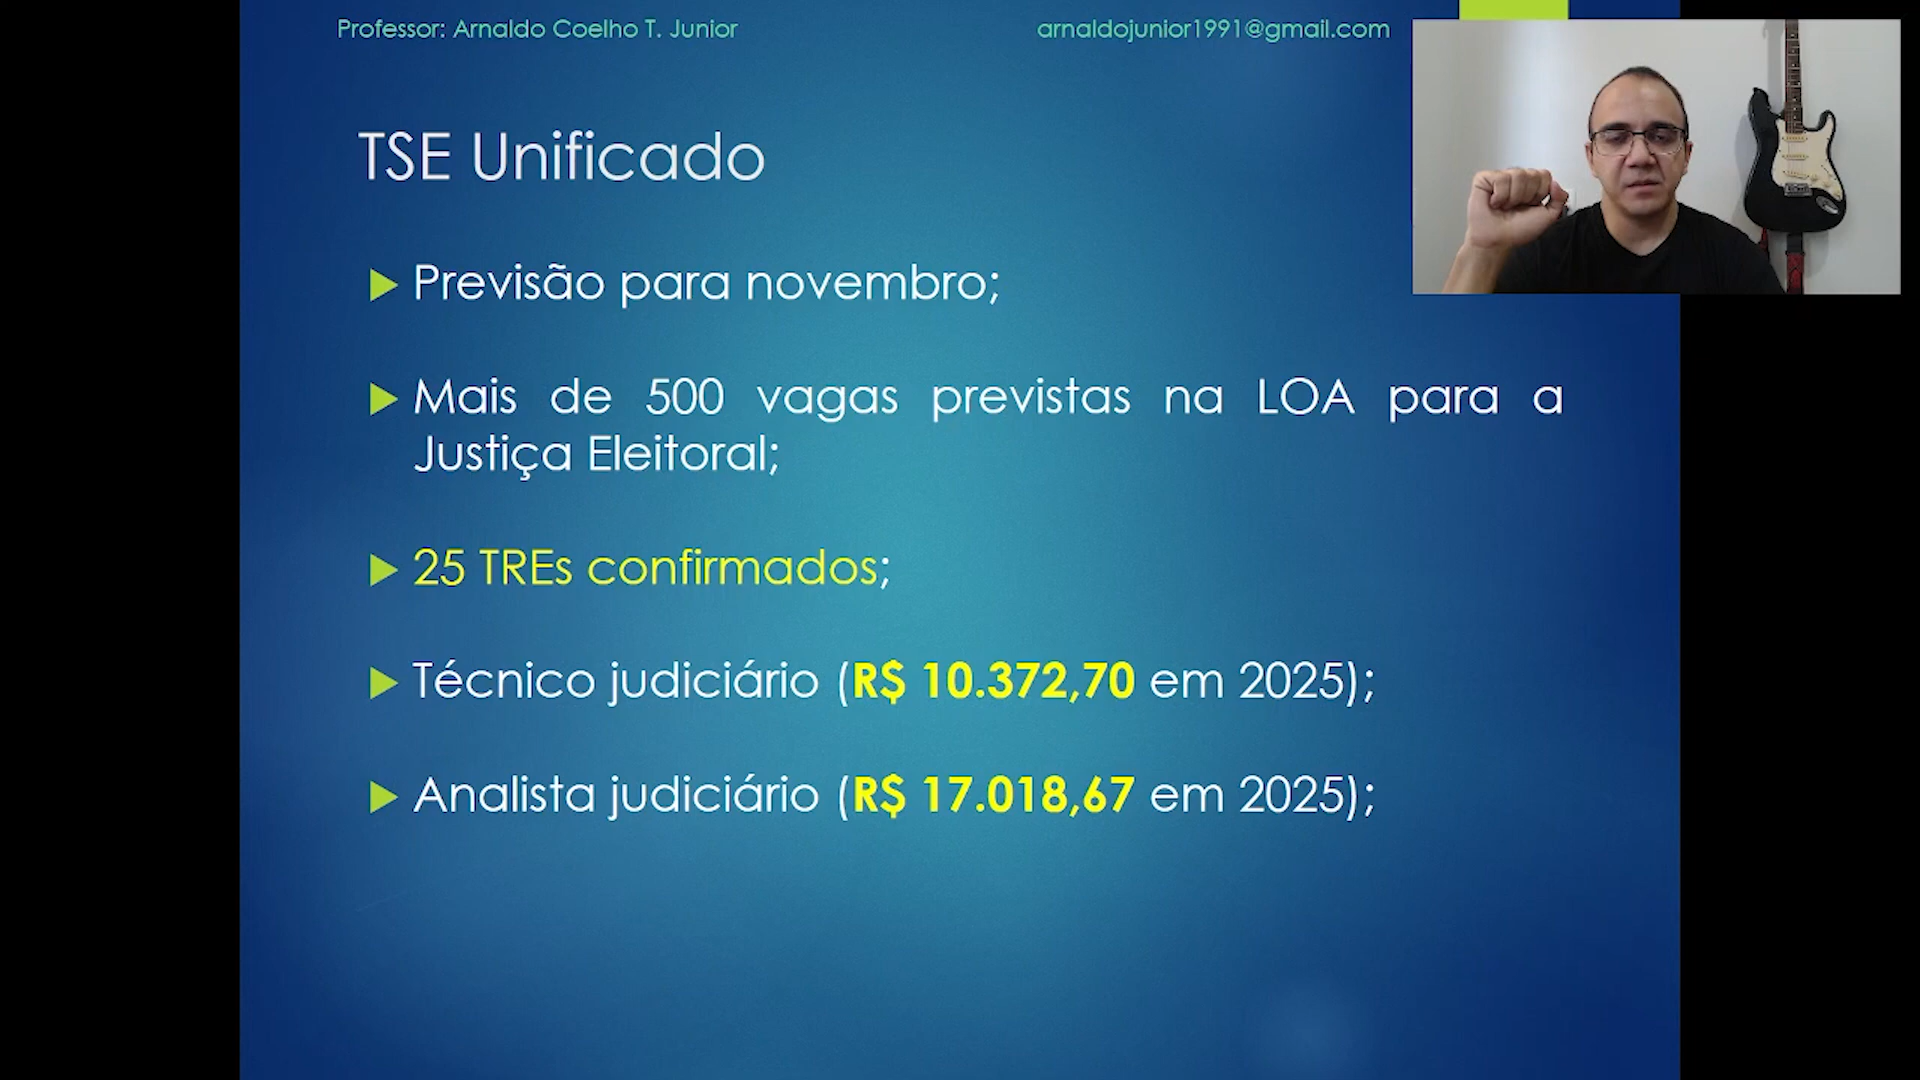 Professor: Arnaldo Coelho T. Junior
arnaldojunior1991@gmail.com
TSE Unificado
Previsão para novembro;
Mais de 500 vagas previstas na LOA para a
Justiça Eleitoral;
25 TREs confirmados;
Técnico judiciário (R$ 10.372,70 em 2025);
Analista judiciário (R$ 17.018,67 em 2025);